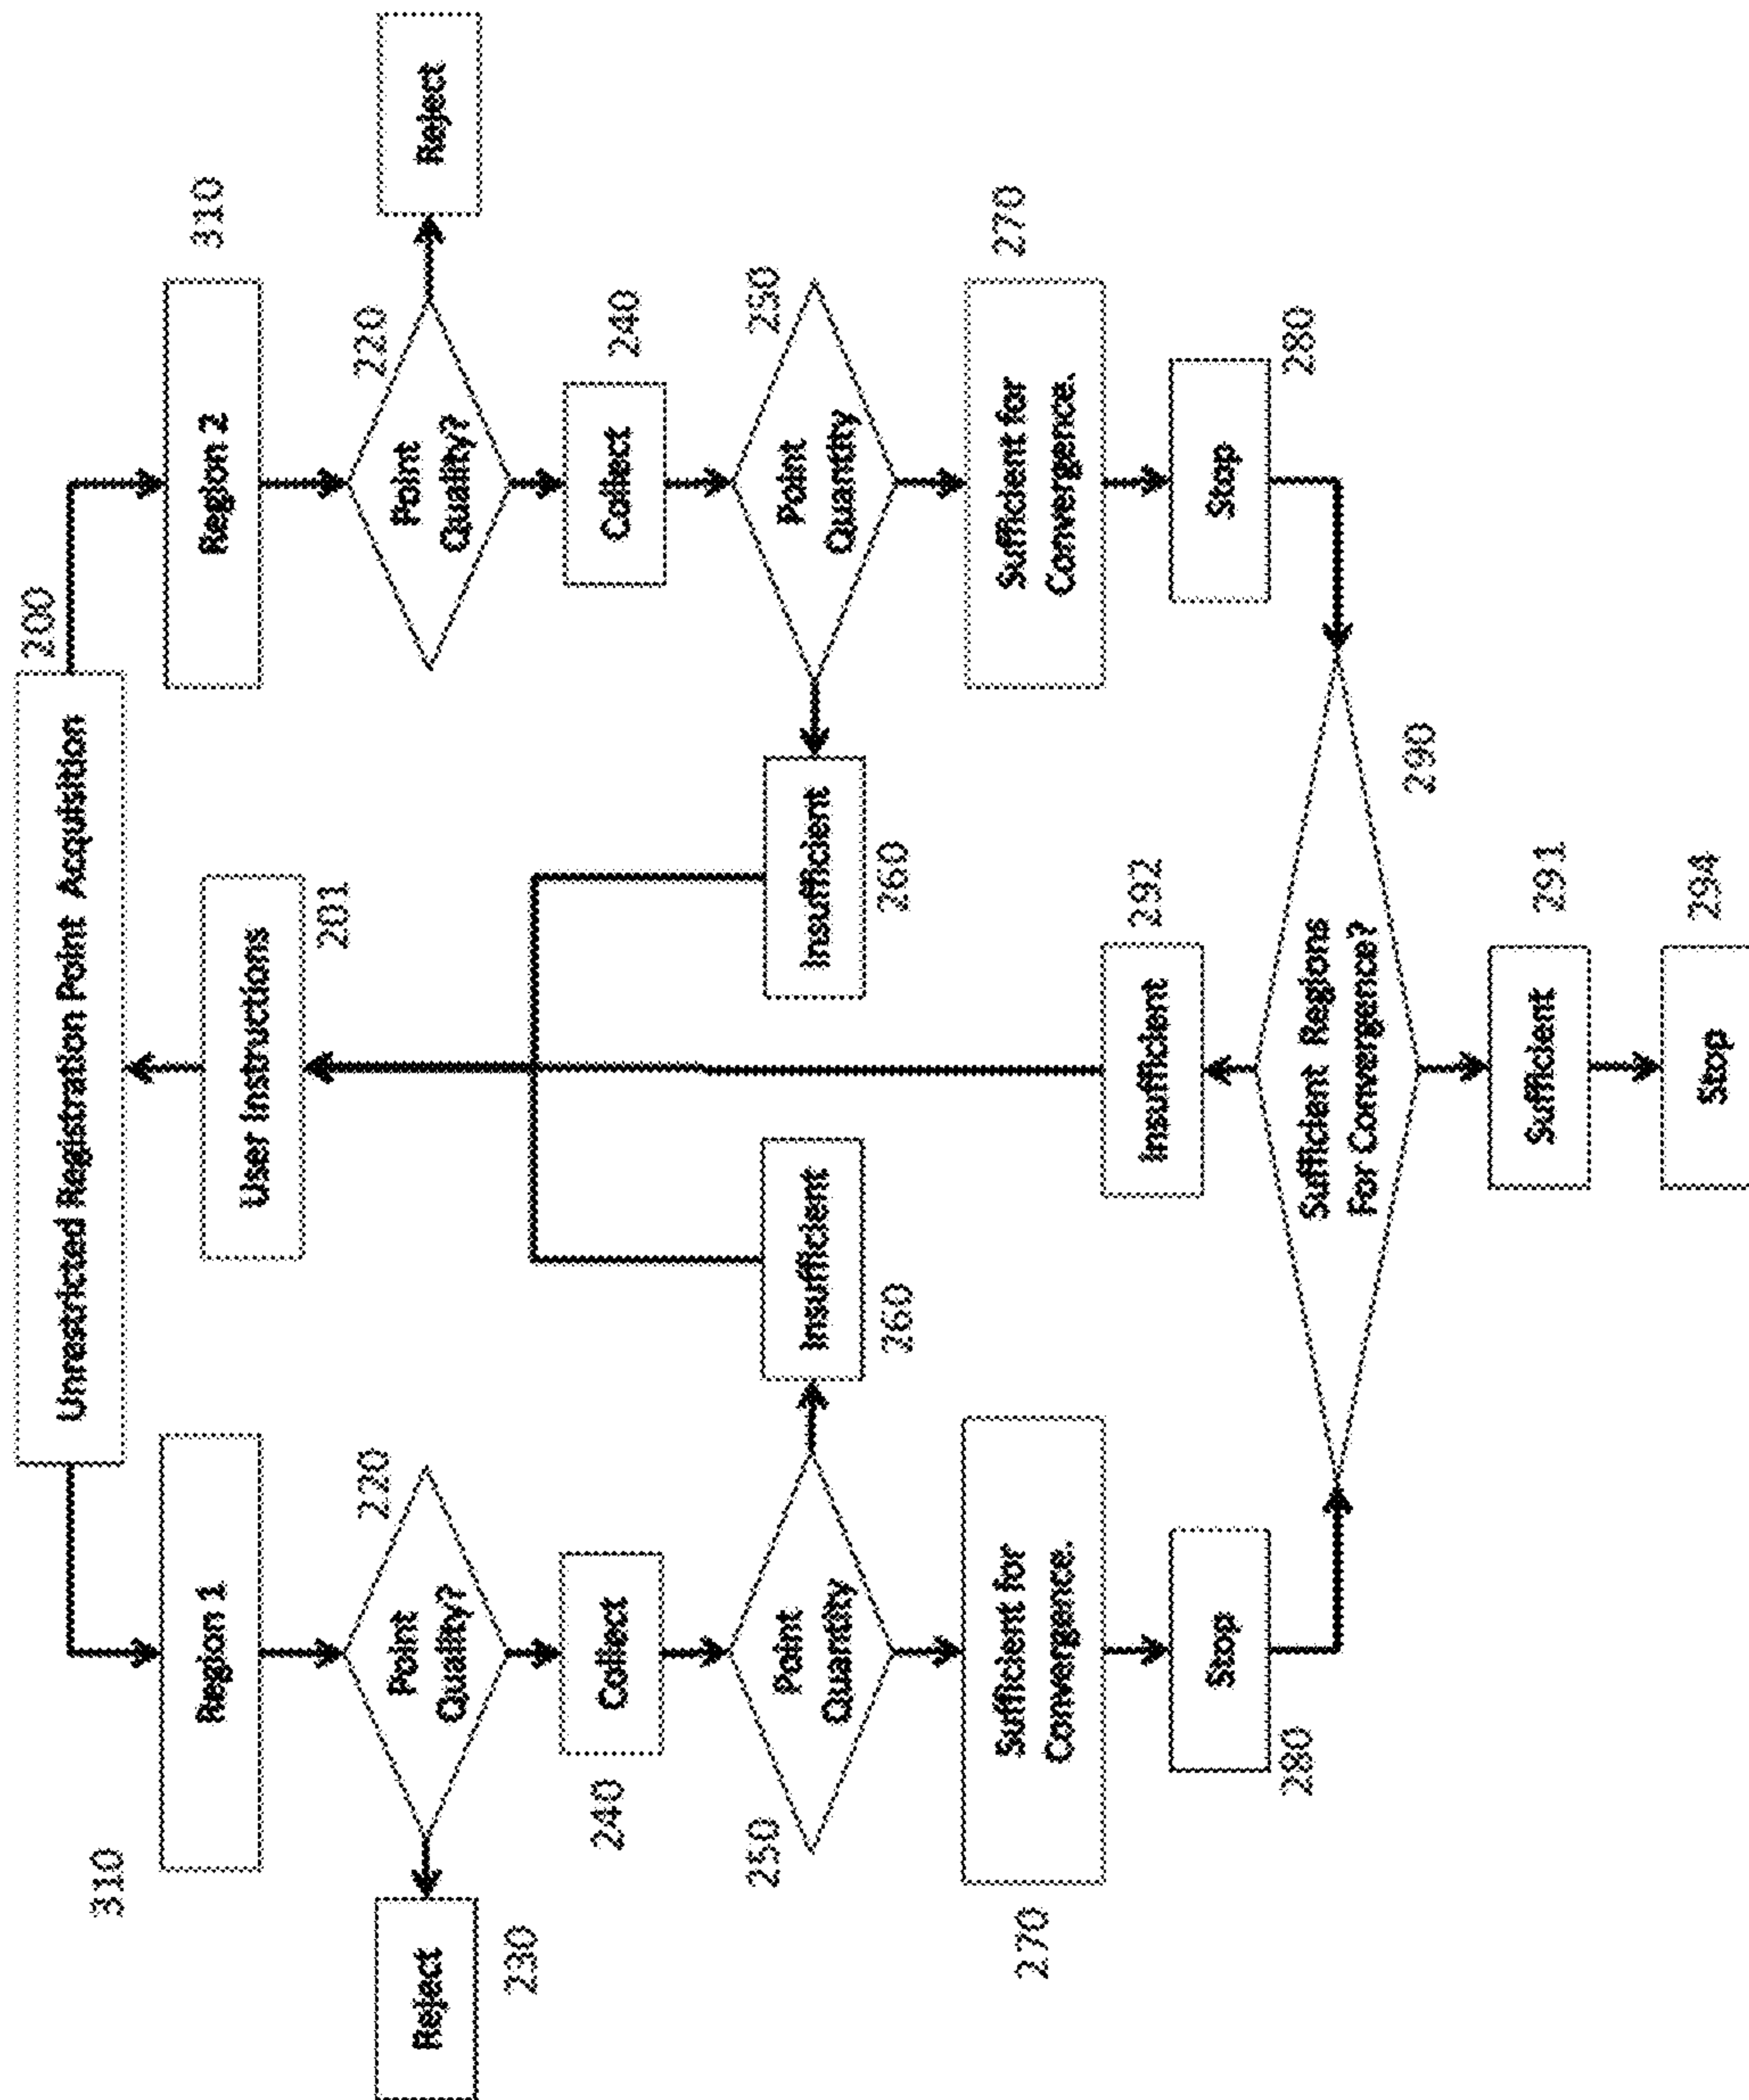 Unrestricted Registration Point Acquisition
200
310
Region 1
User Instructions
201
Region 2
310
Reject
230
Point
Quality?
220
Point
Quality?
220
Reject
240
Collect
Collect
240
250
Point
Quantity
Insufficient
260
Insufficient
260
Point
Quantity
250
270
Sufficient for
Convergence.
Sufficient for
Convergence.
270
280
Stop
Insufficient
292
Stop
280
Sufficient Regions
For Convergence?
290
Sufficient
291
Stop
294